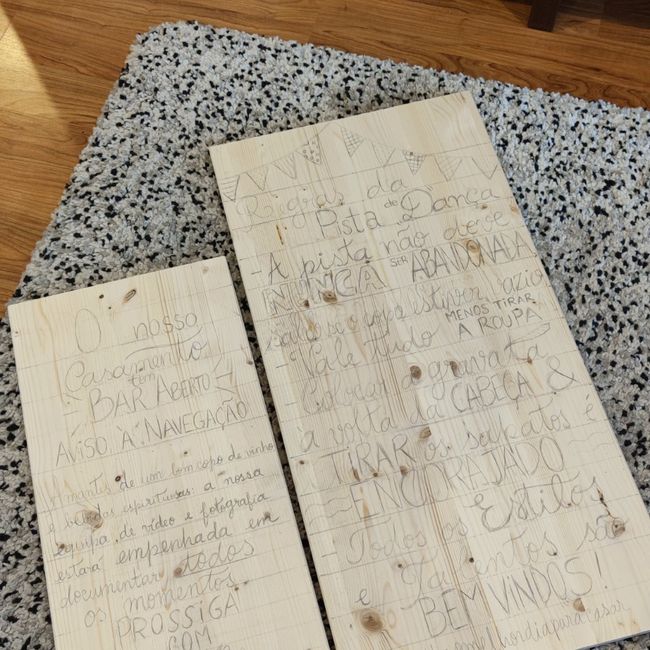 O nosso
Casamento
tem
BAR ABERTO
AVISO À NAVEGAÇÃO
Amantes de um bom copo de vinho
e bebidas espirituosas: a nossa
equipa de vídeo e fotografia
estará empenhada em
documentar todos
os momentos
PROSSIGA
COM
Regras da
Pista de Dança
- A pista não deve
NUNCA SER ABANDONADA
salvo se o copo estiver vazio
- Vale tudo MENOS TIRAR
A ROUPA
- Colocar a gravata
à volta da CABEÇA &
TIRAR os sapatos é
ENCORAJADO
- Todos os Estilos
e Talentos são
BEM VINDOS!